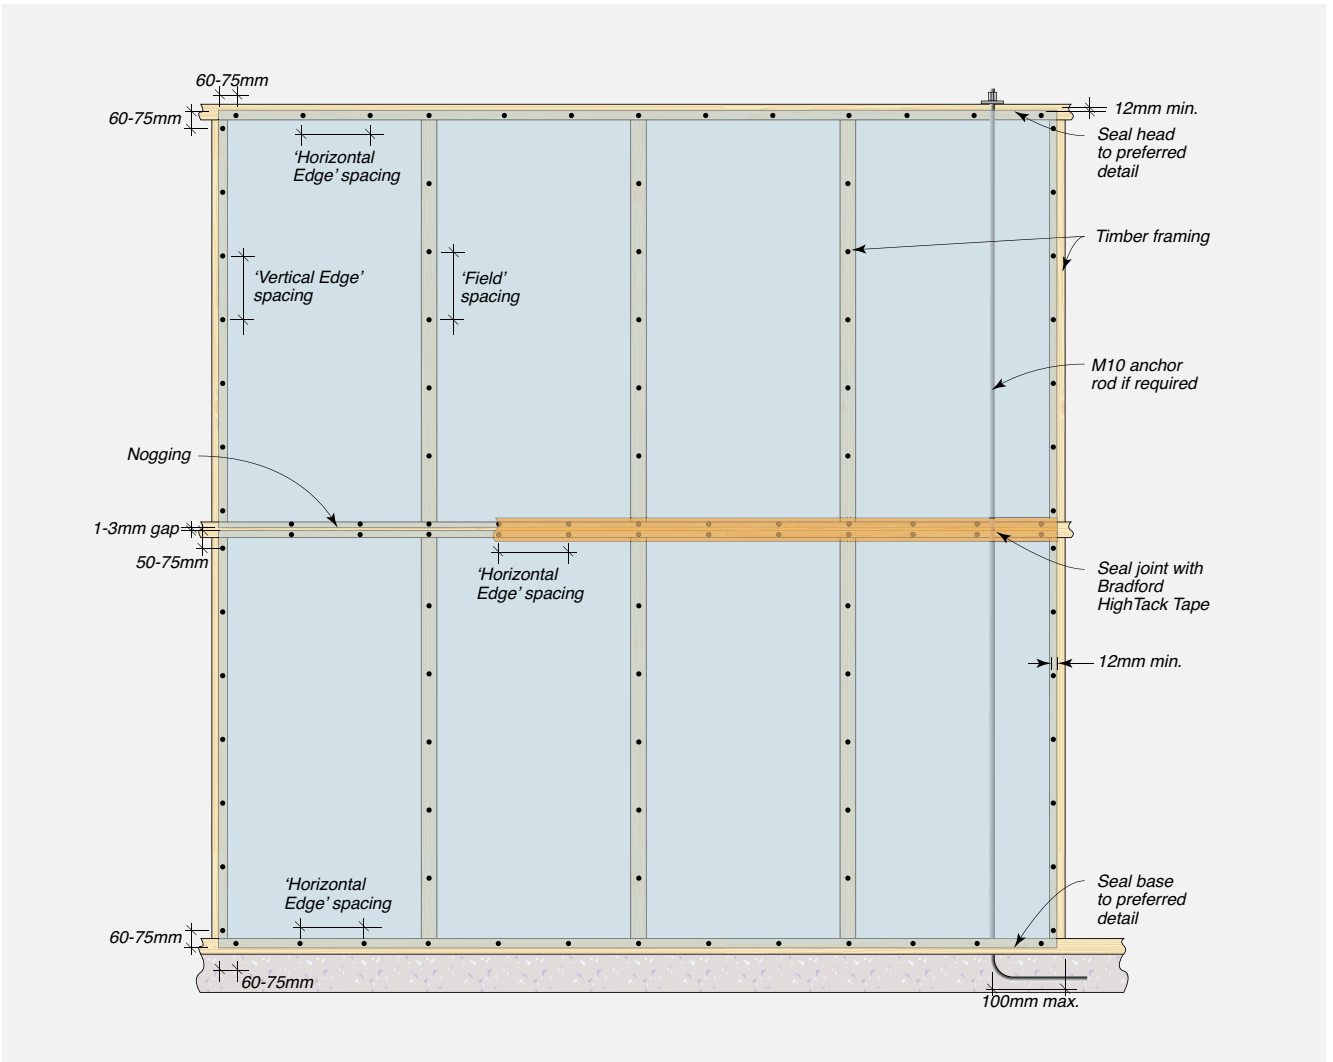 60-75mm
60-75mm
12mm min.
Seal head
to preferred
detail
‘Horizontal
Edge’ spacing
Timber framing
‘Vertical Edge’
spacing
‘Field’
spacing
M10 anchor
rod if required
Nogging
1-3mm gap
50-75mm
‘Horizontal
Edge’ spacing
Seal joint with
Bradford
HighTack Tape
12mm min.
‘Horizontal
Edge’ spacing
Seal base
to preferred
detail
60-75mm
60-75mm
100mm max.